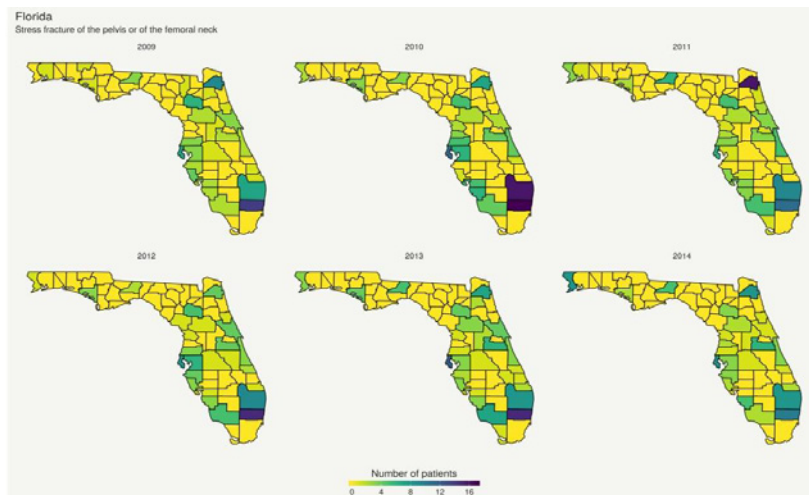 Florida
Stress fracture of the pelvis or of the femoral neck
2009 2010 2011
2012 2013 2014
Number of patients
0 4 8 12 16